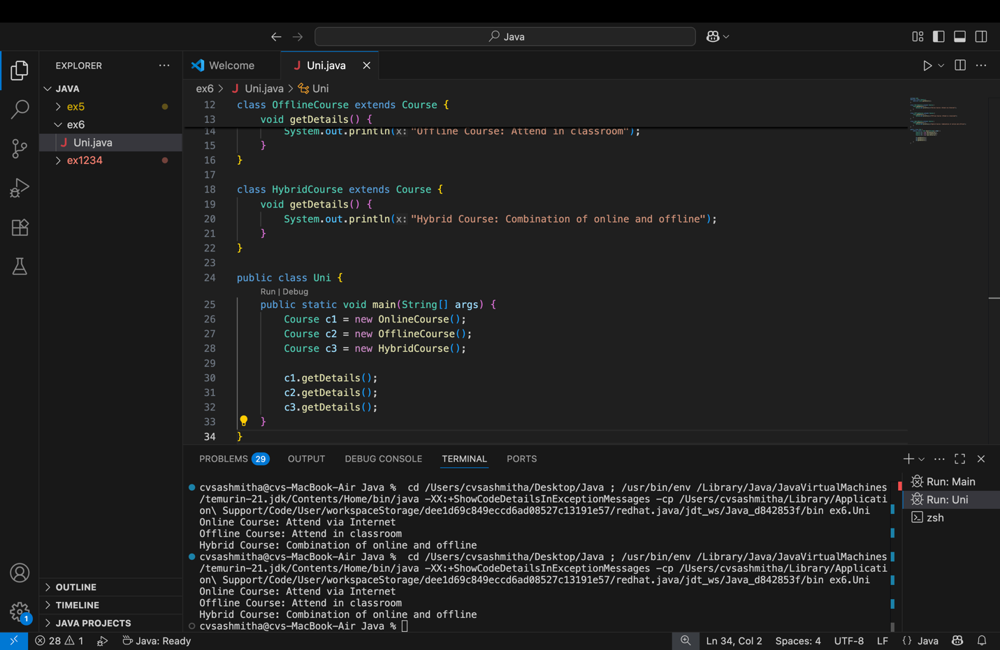 Java
EXPLORER
Welcome
Uni.java
JAVA
ex5
ex6
Uni.java
ex1234
ex6 > Uni.java > Uni
12 class OfflineCourse extends Course {
13 void getDetails() {
14 System.out.println(x: "Offline Course: Attend in classroom");
15 }
16 }
17
18 class HybridCourse extends Course {
19 void getDetails() {
20 System.out.println(x: "Hybrid Course: Combination of online and offline");
21 }
22 }
23
24 public class Uni {
Run | Debug
25 public static void main(String[] args) {
26 Course c1 = new OnlineCourse();
27 Course c2 = new OfflineCourse();
28 Course c3 = new HybridCourse();
29
30 c1.getDetails();
31 c2.getDetails();
32 c3.getDetails();
33 }
34 }
PROBLEMS 29 OUTPUT DEBUG CONSOLE TERMINAL PORTS
cvsashmitha@cvs-MacBook-Air Java % cd /Users/cvsashmitha/Desktop/Java ; /usr/bin/env /Library/Java/JavaVirtualMachines
/temurin-21.jdk/Contents/Home/bin/java -XX:+ShowCodeDetailsInExceptionMessages -cp /Users/cvsashmitha/Library/Applicati
on\ Support/Code/User/workspaceStorage/dee1d69c849eccd6ad08527c13191e57/redhat.java/jdt_ws/Java_d842853f/bin ex6.Uni
Online Course: Attend via Internet
Offline Course: Attend in classroom
Hybrid Course: Combination of online and offline
cvsashmitha@cvs-MacBook-Air Java % cd /Users/cvsashmitha/Desktop/Java ; /usr/bin/env /Library/Java/JavaVirtualMachines
/temurin-21.jdk/Contents/Home/bin/java -XX:+ShowCodeDetailsInExceptionMessages -cp /Users/cvsashmitha/Library/Applicati
on\ Support/Code/User/workspaceStorage/dee1d69c849eccd6ad08527c13191e57/redhat.java/jdt_ws/Java_d842853f/bin ex6.Uni
Online Course: Attend via Internet
Offline Course: Attend in classroom
Hybrid Course: Combination of online and offline
cvsashmitha@cvs-MacBook-Air Java %
Run: Main
Run: Uni
zsh
OUTLINE
TIMELINE
JAVA PROJECTS
1
28 1 Java: Ready
Ln 34, Col 2 Spaces: 4 UTF-8 LF {} Java